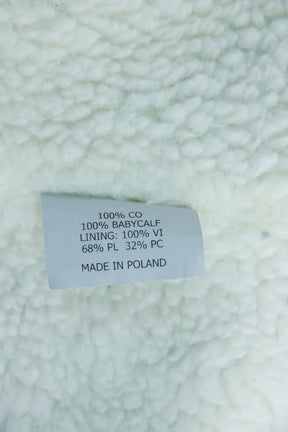 100% CO
100% BABYCALF
LINING: 100% VI
68% PL 32% PC
MADE IN POLAND